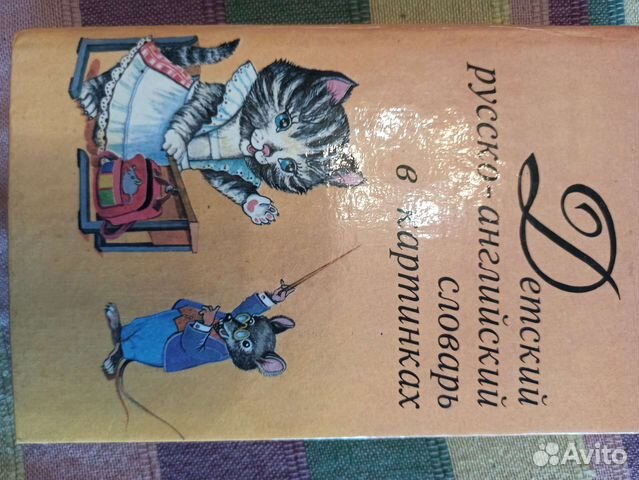 Детский
русско-английский
словарь
в картинках
Avito